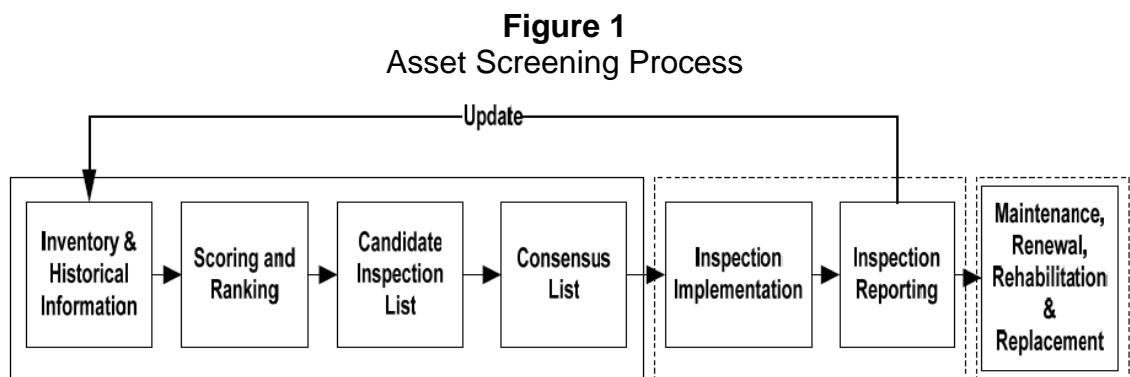 Figure 1
Asset Screening Process
Update
Inventory &
Historical
Information
Scoring and
Ranking
Candidate
Inspection
List
Consensus
List
Inspection
Implementation
Inspection
Reporting
Maintenance,
Renewal,
Rehabilitation
&
Replacement